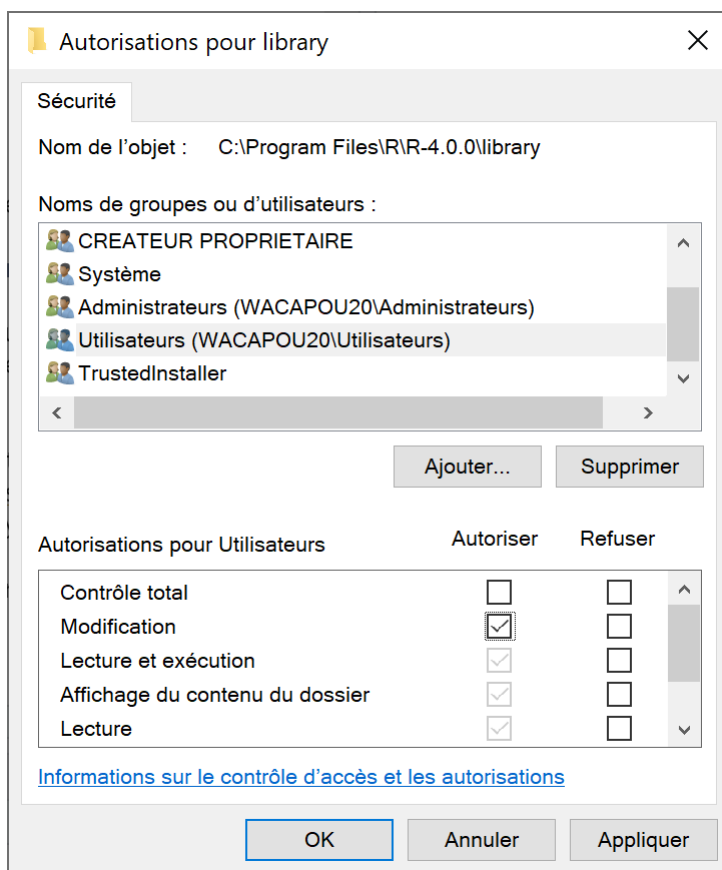 Autorisations pour library
Sécurité
Nom de l'objet : C:\Program Files\R\R-4.0.0\library
Noms de groupes ou d'utilisateurs :
CREATEUR PROPRIETAIRE
Système
Administrateurs (WACAPOU20\Administrateurs)
Utilisateurs (WACAPOU20\Utilisateurs)
TrustedInstaller
Ajouter... Supprimer
Autorisations pour Utilisateurs Autoriser Refuser
Contrôle total
Modification
Lecture et exécution
Affichage du contenu du dossier
Lecture
Informations sur le contrôle d'accès et les autorisations
OK Annuler Appliquer